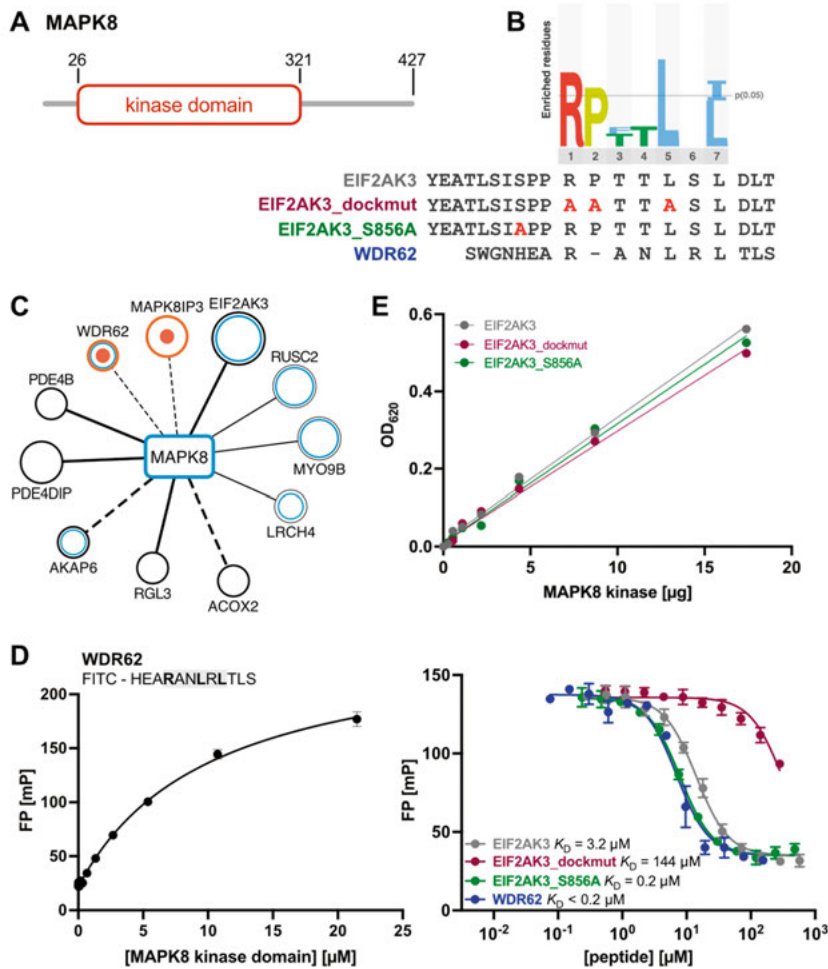 A MAPK8
26 321 427
kinase domain
B
Enriched residues
R P T T L I L
p(0.05)
1 2 3 4 5 6 7
EIF2AK3 YEATLSISPP R P T T L S L DLT
EIF2AK3_dockmut YEATLSISPP A A T T A S L DLT
EIF2AK3_S856A YEATLSIAPP R P T T L S L DLT
WDR62 SWGNHEA R - A N L R L TLS
C
WDR62
MAPK8IP3
EIF2AK3
RUSC2
PDE4B
MAPK8
MYO9B
PDE4DIP
LRCH4
AKAP6
RGL3
ACOX2
E
EIF2AK3
EIF2AK3_dockmut
EIF2AK3_S856A
OD620
0.6
0.4
0.2
0.0
0 5 10 15 20
MAPK8 kinase [µg]
D
WDR62
FITC - HEARANLRLTLS
FP [mP]
200
150
100
50
0
0 5 10 15 20 25
[MAPK8 kinase domain] [µM]
FP [mP]
150
100
50
0
EIF2AK3 KD = 3.2 µM
EIF2AK3_dockmut KD = 144 µM
EIF2AK3_S856A KD = 0.2 µM
WDR62 KD < 0.2 µM
10-2 10-1 100 101 102 103
[peptide] [µM]